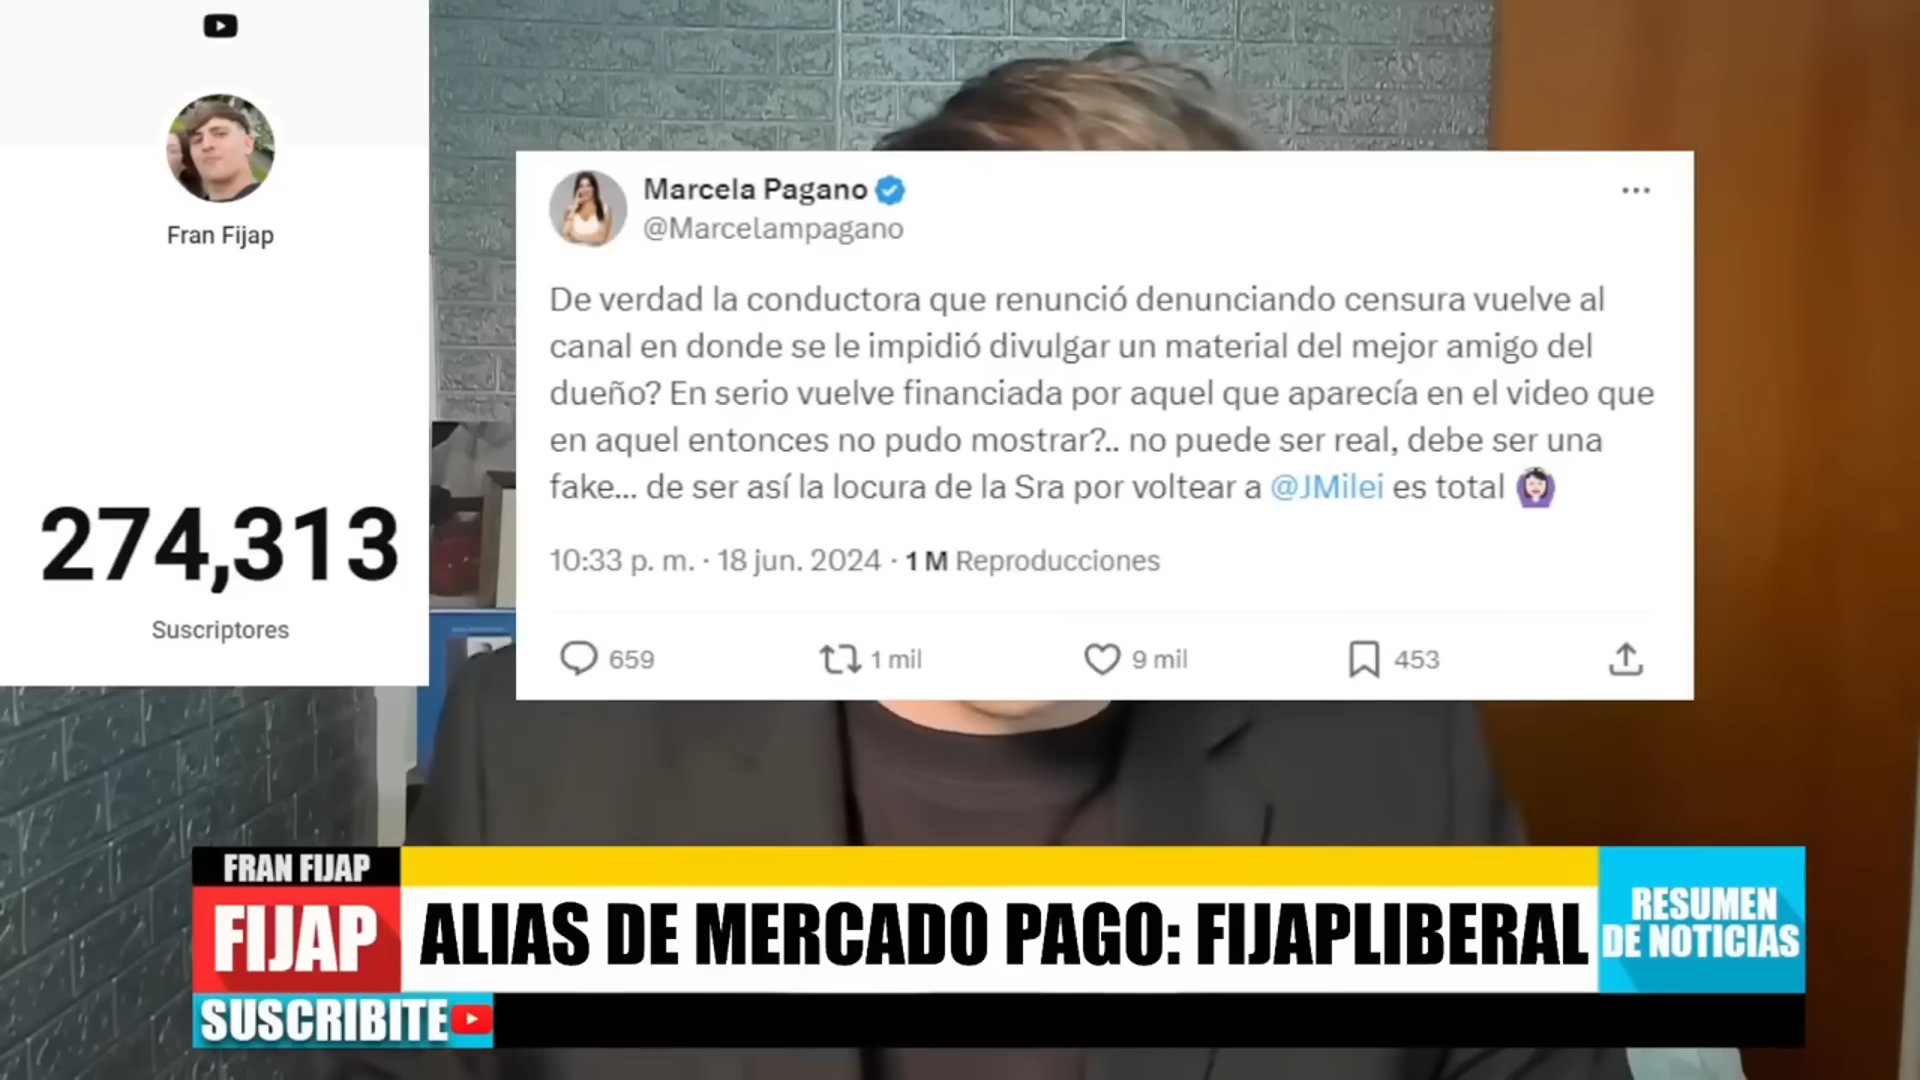 Fran Fijap
274,313
Suscriptores
Marcela Pagano
@Marcelampagano
De verdad la conductora que renunció denunciando censura vuelve al
canal en donde se le impidió divulgar un material del mejor amigo del
dueño? En serio vuelve financiada por aquel que aparecía en el video que
en aquel entonces no pudo mostrar?.. no puede ser real, debe ser una
fake... de ser así la locura de la Sra por voltear a @JMilei es total
10:33 p. m. · 18 jun. 2024 · 1 M Reproducciones
659
1 mil
9 mil
453
FRAN FIJAP
FIJAP
ALIAS DE MERCADO PAGO: FIJAPLIBERAL
RESUMEN
DE NOTICIAS
SUSCRIBITE